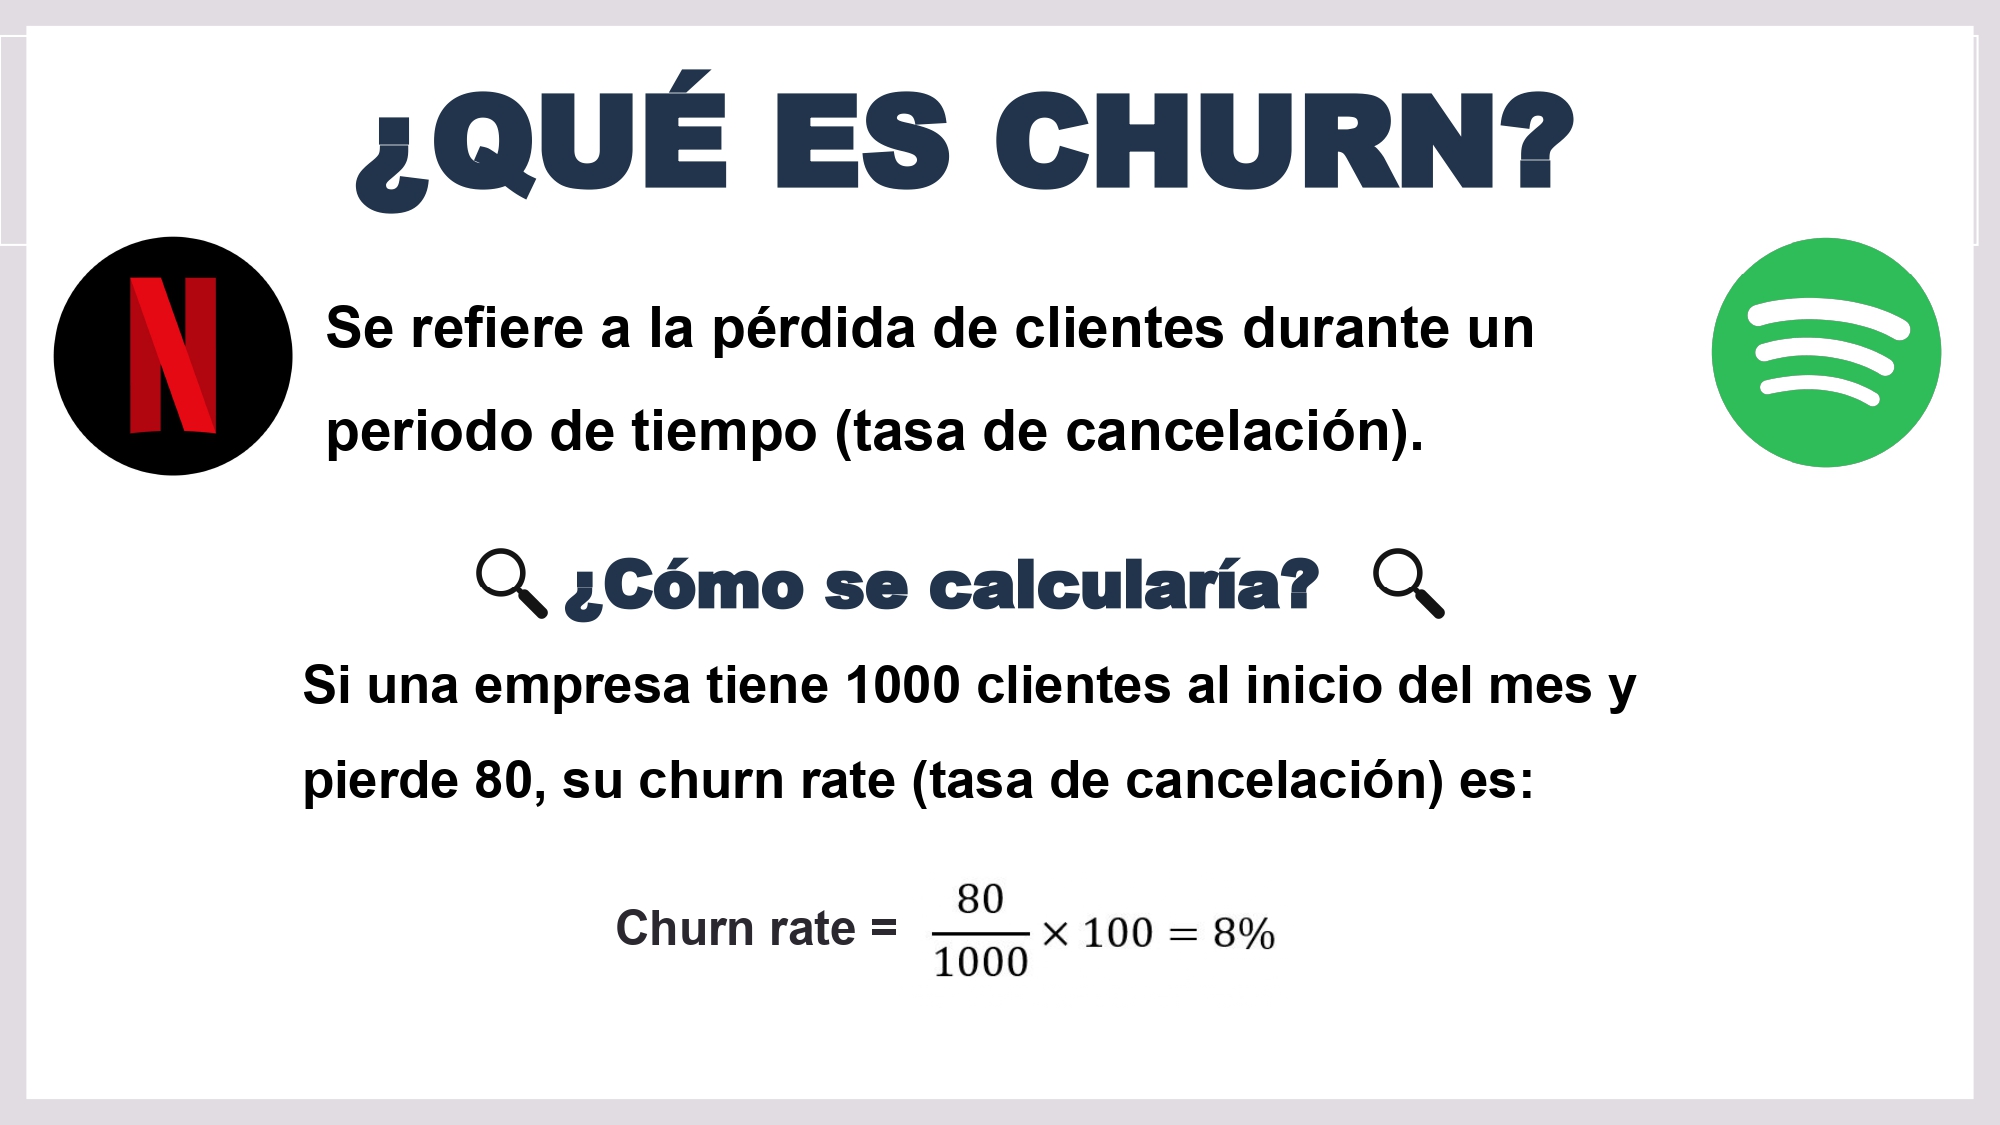 ¿QUÉ ES CHURN?
N
Se refiere a la pérdida de clientes durante un
periodo de tiempo (tasa de cancelación).
¿Cómo se calcularía?
Si una empresa tiene 1000 clientes al inicio del mes y
pierde 80, su churn rate (tasa de cancelación) es:
Churn rate = 80/1000 × 100 = 8%